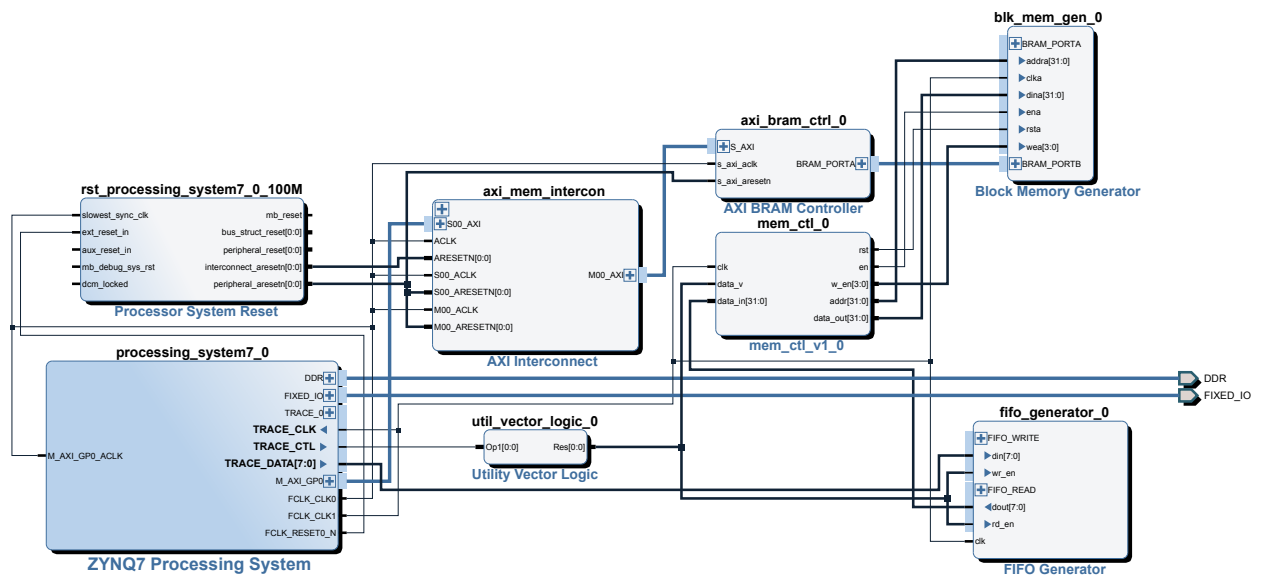 blk_mem_gen_0
BRAM_PORTA
addra[31:0]
clka
dina[31:0]
ena
rsta
wea[3:0]
BRAM_PORTB
Block Memory Generator
axi_bram_ctrl_0
S_AXI
s_axi_aclk
s_axi_aresetn
BRAM_PORTA
AXI BRAM Controller
rst_processing_system7_0_100M
slowest_sync_clk
ext_reset_in
aux_reset_in
mb_debug_sys_rst
dcm_locked
mb_reset
bus_struct_reset[0:0]
peripheral_reset[0:0]
interconnect_aresetn[0:0]
peripheral_aresetn[0:0]
Processor System Reset
axi_mem_intercon
S00_AXI
ACLK
ARESETN[0:0]
S00_ACLK
S00_ARESETN[0:0]
M00_ACLK
M00_ARESETN[0:0]
M00_AXI
AXI Interconnect
mem_ctl_0
clk
data_v
data_in[31:0]
rst
en
w_en[3:0]
addr[31:0]
data_out[31:0]
mem_ctl_v1_0
processing_system7_0
M_AXI_GP0_ACLK
DDR
FIXED_IO
TRACE_0
TRACE_CLK
TRACE_CTL
TRACE_DATA[7:0]
M_AXI_GP0
FCLK_CLK0
FCLK_CLK1
FCLK_RESET0_N
ZYNQ7 Processing System
util_vector_logic_0
Op1[0:0]
Res[0:0]
Utility Vector Logic
DDR
FIXED_IO
fifo_generator_0
FIFO_WRITE
din[7:0]
wr_en
FIFO_READ
dout[7:0]
rd_en
clk
FIFO Generator